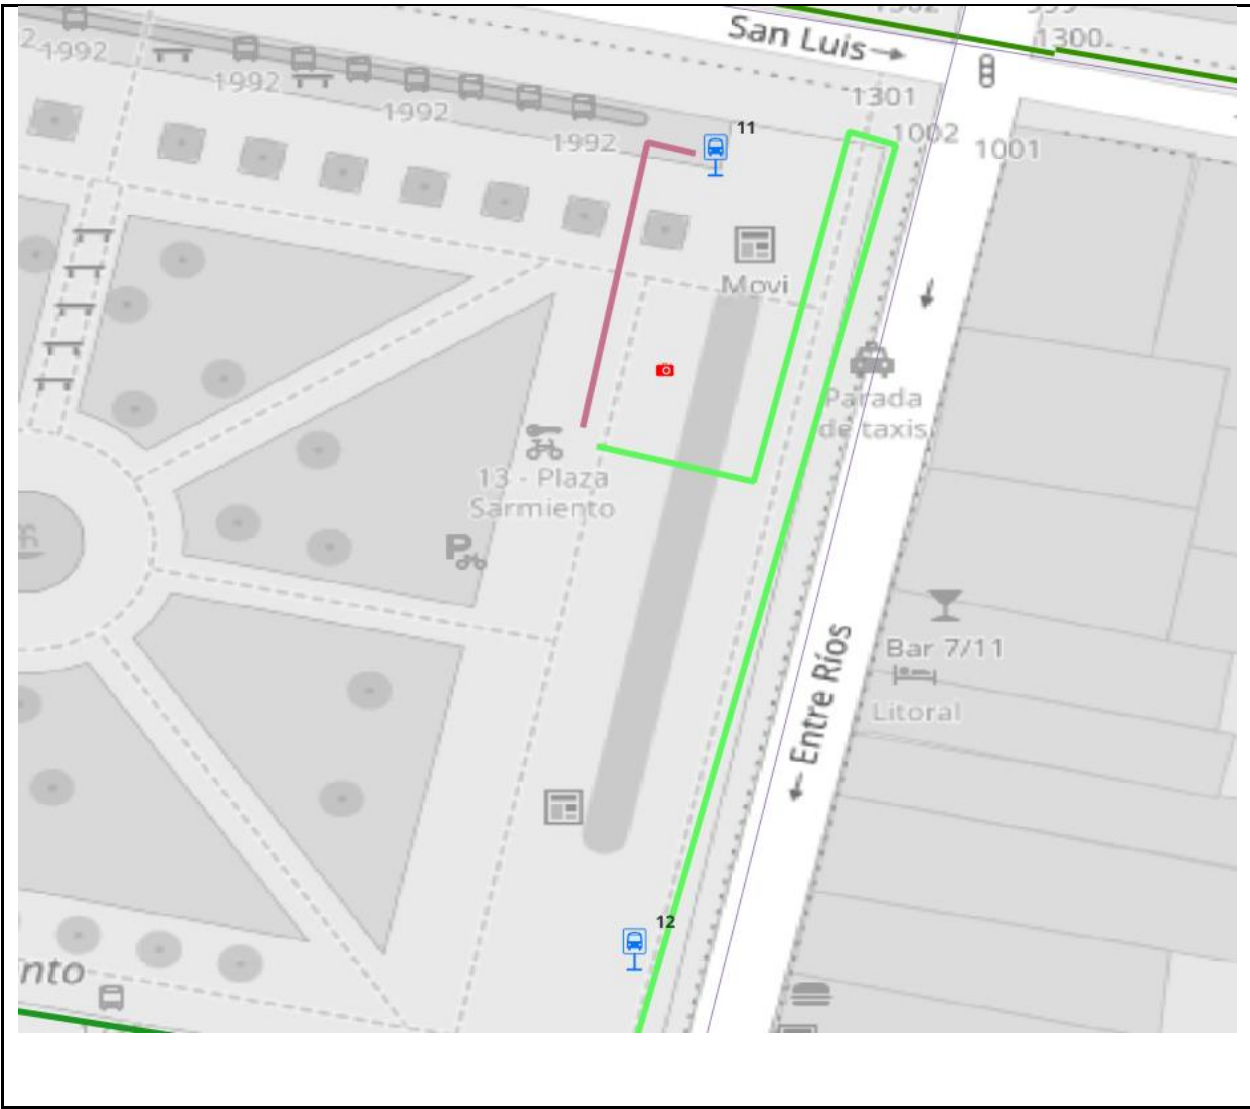 San Luis
1300
1992
1992
1301
1992
11
1002
1992
1001
Movi
Parada
de taxis
13 - Plaza
Sarmiento
Bar 7/11
Entre Ríos
Litoral
12
nto